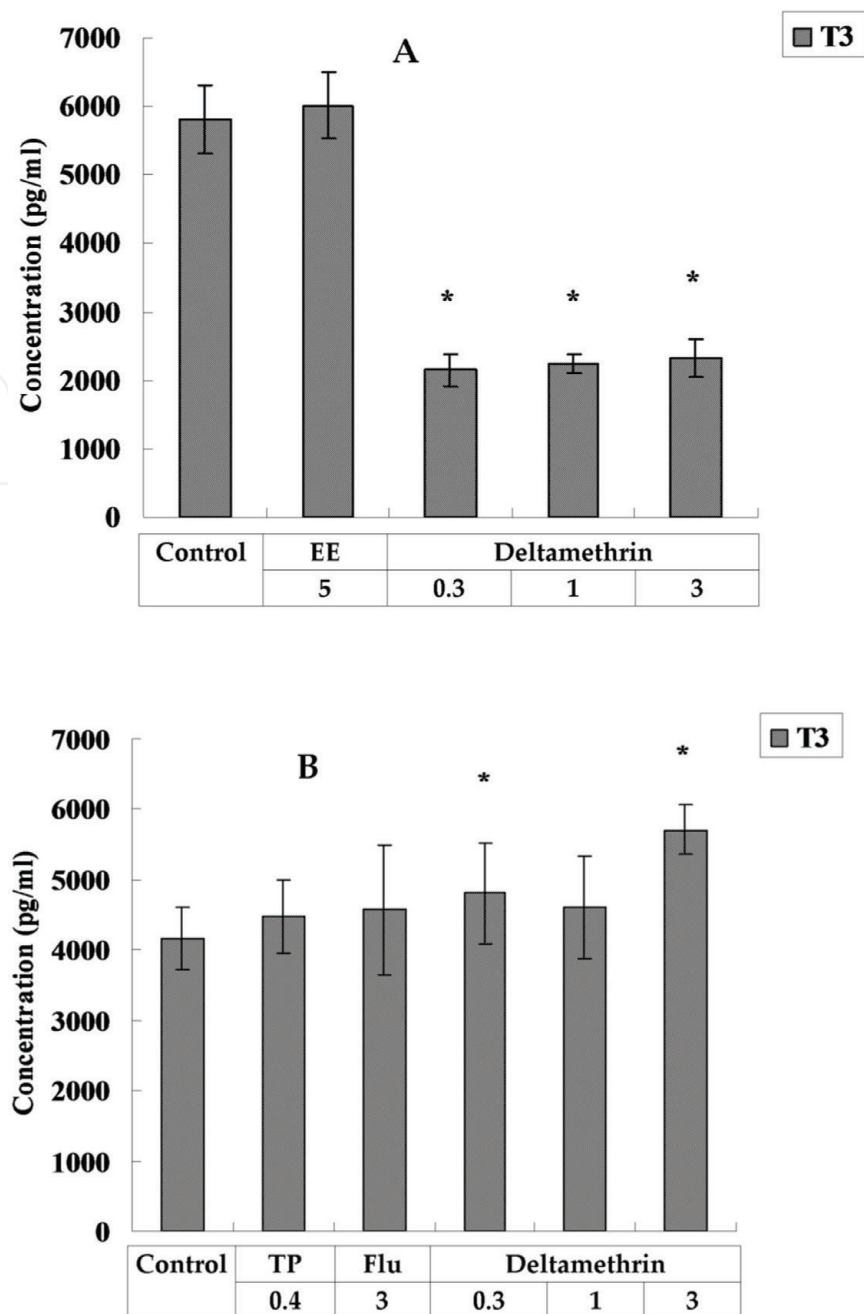 T3
A
7000
6000
5000
4000
3000
2000
1000
0
Concentration (pg/ml)
* * *
Control EE Deltamethrin
5 0.3 1 3
T3
B
7000
6000
5000
4000
3000
2000
1000
0
Concentration (pg/ml)
* *
Control TP Flu Deltamethrin
0.4 3 0.3 1 3